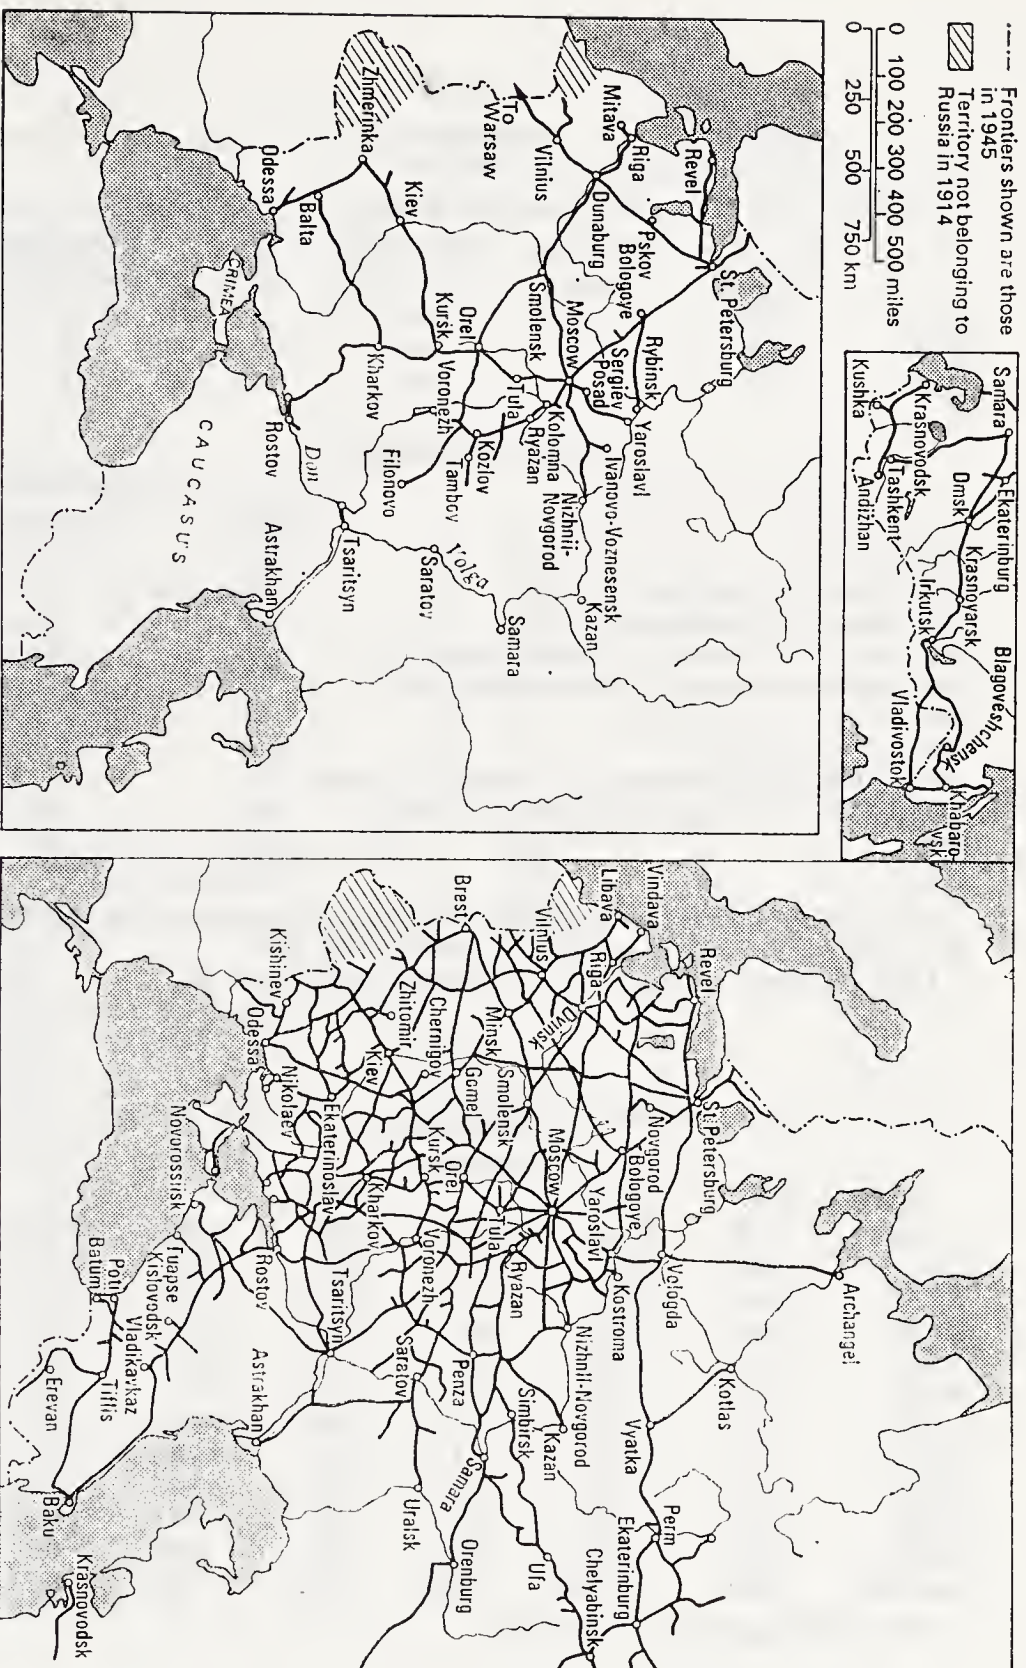 Frontiers shown are those
in 1945
Territory not belonging to
Russia in 1914
0 100 200 300 400 500 miles
0 250 500 750 km
Samara
Ekaterinburg
Omsk
Krasnoyarsk
Irkutsk
Blagoveshchensk
Khabaro-
vsk
Vladivostok
Krasnovodsk
Tashkent
Kushka
Andizhan
St. Petersburg
Revel
Riga
Mitava
Pskov
Bologoye
Rybinsk
Yaroslavl
Sergiev
Posad
Ivanovo-Voznesensk
Dunaburg
Vilnius
To
Warsaw
Smolensk
Moscow
Kolomna
Ryazan
Nizhnii-
Novgorod
Kazan
Tula
Orel
Kozlov
Tambov
Samara
Kursk
Voronezh
Kiev
Zhmerinka
Kharkov
Filonovo
Saratov
Volga
Balta
Odessa
Rostov
Don
Tsaritsyn
CRIMEA
Astrakhan
CAUCASUS
Archangel
Vindava
Libava
Revel
St. Petersburg
Vologda
Kotlas
Novgorod
Bologoye
Vyatka
Perm
Riga
Yaroslavl
Kostroma
Ekaterinburg
Vilnius
Dvinsk
Moscow
Nizhnii-Novgorod
Kazan
Chelyabinsk
Minsk
Smolensk
Ryazan
Simbirsk
Ufa
Brest
Gomel
Orel
Tula
Penza
Samara
Orenburg
Chernigov
Kursk
Voronezh
Saratov
Uralsk
Zhitomir
Kiev
Kharkov
Ekaterinoslav
Tsaritsyn
Kishinev
Odessa
Nikolaev
Rostov
Astrakhan
Novorossirsk
Tuapse
Kislovodsk
Vladikavkaz
Poti
Batum
Tiflis
Erevan
Baku
Krasnovodsk